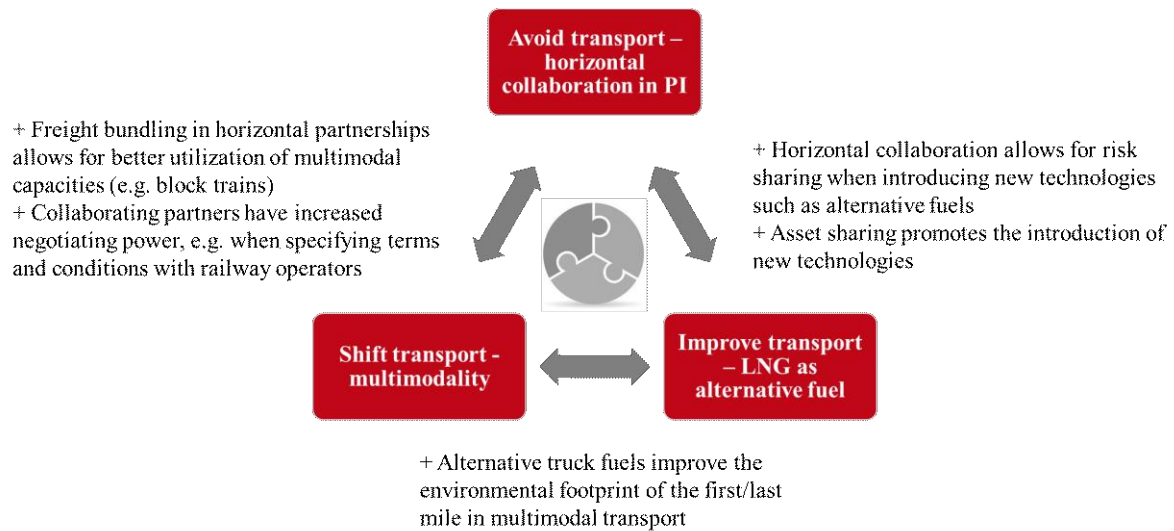 Avoid transport –
horizontal
collaboration in PI
+ Freight bundling in horizontal partnerships
allows for better utilization of multimodal
capacities (e.g. block trains)
+ Collaborating partners have increased
negotiating power, e.g. when specifying terms
and conditions with railway operators
+ Horizontal collaboration allows for risk
sharing when introducing new technologies
such as alternative fuels
+ Asset sharing promotes the introduction of
new technologies
Shift transport -
multimodality
Improve transport
– LNG as
alternative fuel
+ Alternative truck fuels improve the
environmental footprint of the first/last
mile in multimodal transport